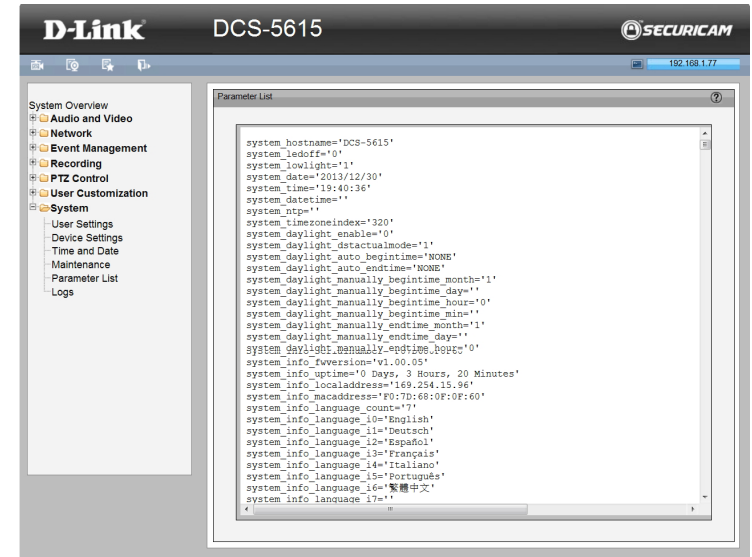 D-Link
DCS-5615
SECURICAM
192.168.1.77
System Overview
Audio and Video
Network
Event Management
Recording
PTZ Control
User Customization
System
User Settings
Device Settings
Time and Date
Maintenance
Parameter List
Logs
Parameter List
system_hostname='DCS-5615'
system_ledoff='0'
system_lowlight='1'
system_date='2013/12/30'
system_time='19:40:36'
system_datetime=''
system_ntp=''
system_timezoneindex='320'
system_daylight_enable='0'
system_daylight_dstactualmode='1'
system_daylight_auto_begintime='NONE'
system_daylight_auto_endtime='NONE'
system_daylight_manually_begintime_month='1'
system_daylight_manually_begintime_day=''
system_daylight_manually_begintime_hour='0'
system_daylight_manually_begintime_min=''
system_daylight_manually_endtime_month='1'
system_daylight_manually_endtime_day=''
system_daylight_manually_endtime_hour='0'
system_info_fwversion='v1.00.05'
system_info_uptime='0 Days, 3 Hours, 20 Minutes'
system_info_localaddress='169.254.15.96'
system_info_macaddress='F0:7D:68:0F:0F:60'
system_info_language_count='7'
system_info_language_i0='English'
system_info_language_i1='Deutsch'
system_info_language_i2='Español'
system_info_language_i3='Français'
system_info_language_i4='Italiano'
system_info_language_i5='Português'
system_info_language_i6='繁體中文'
system_info_language_i7=''